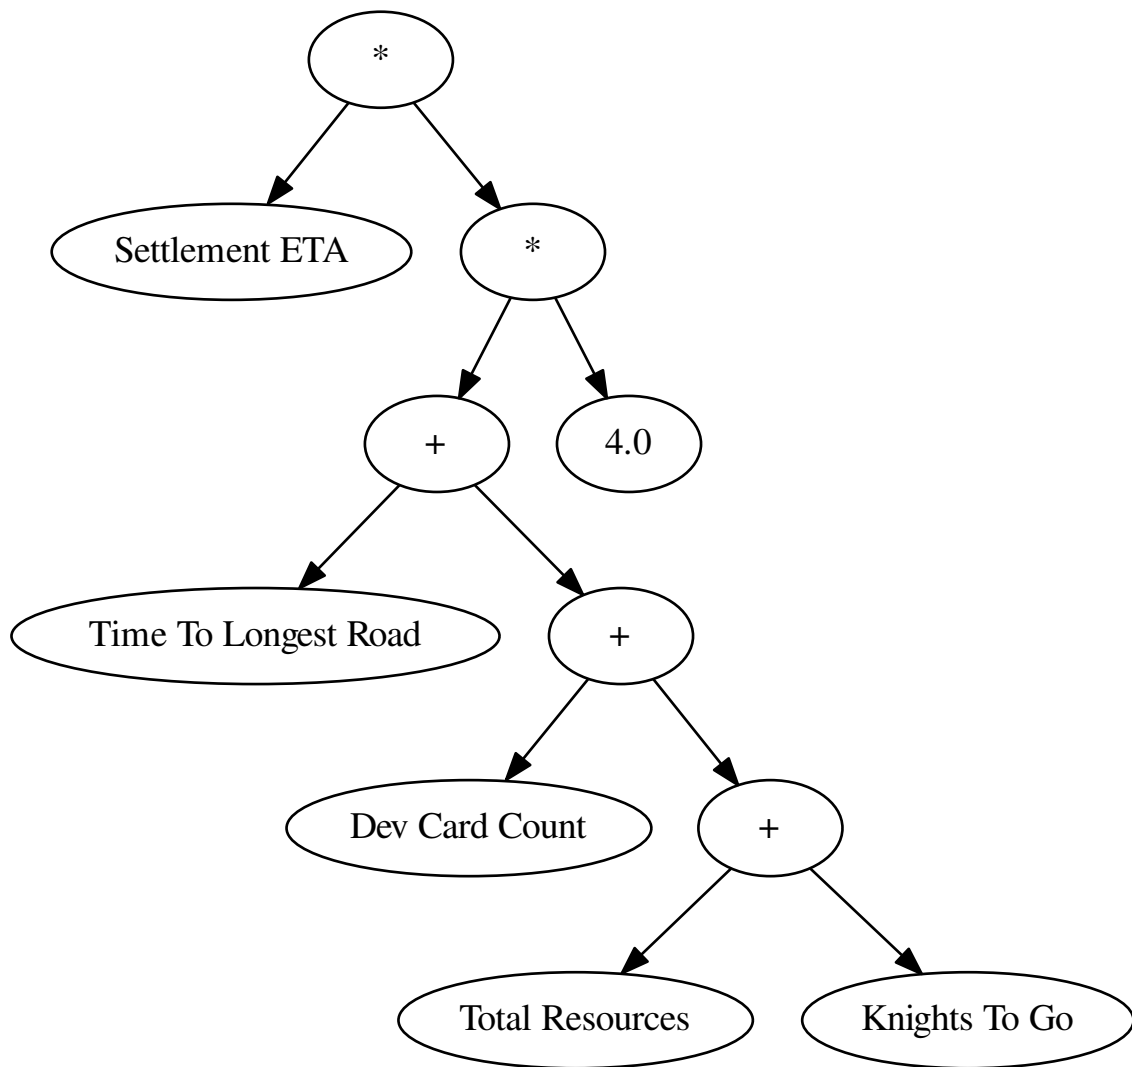 *
Settlement ETA
*
+
4.0
Time To Longest Road
+
Dev Card Count
+
Total Resources
Knights To Go